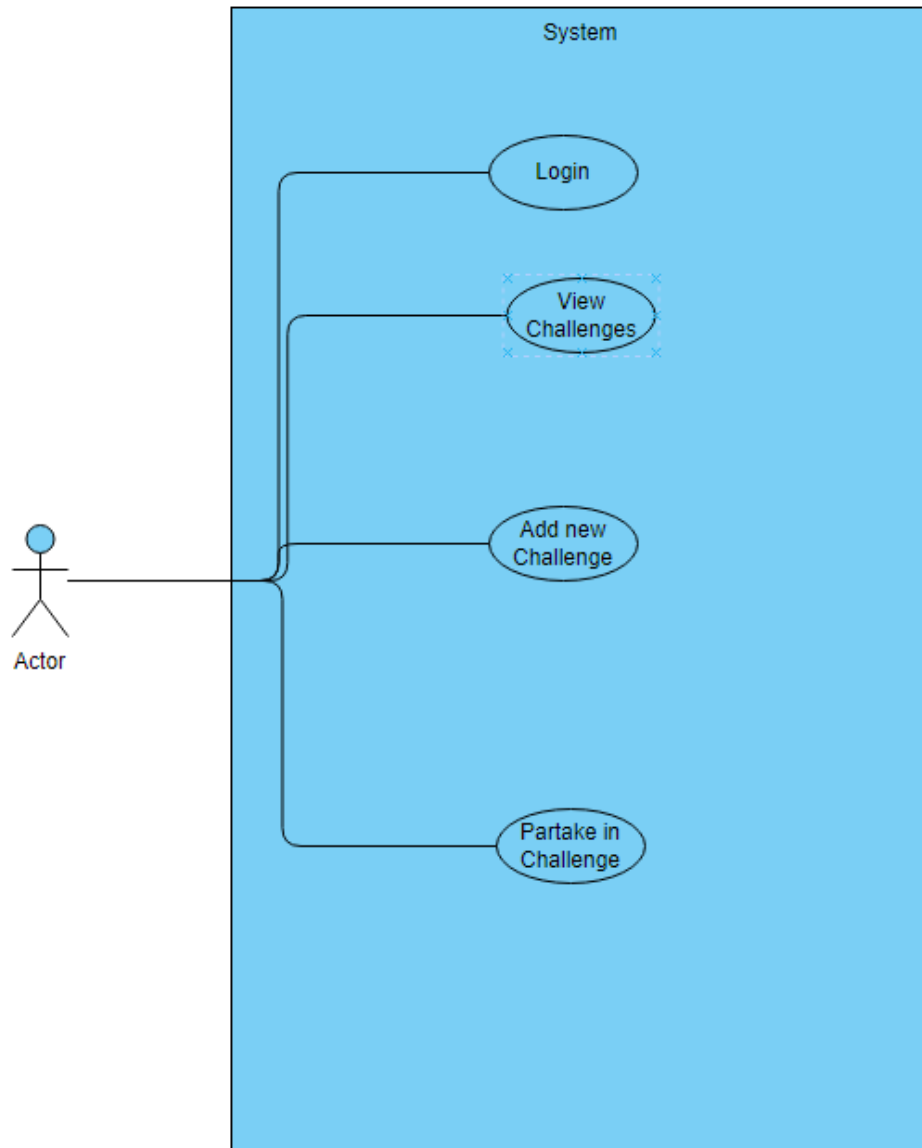 System
Login
View
Challenges
Add new
Challenge
Actor
Partake in
Challenge